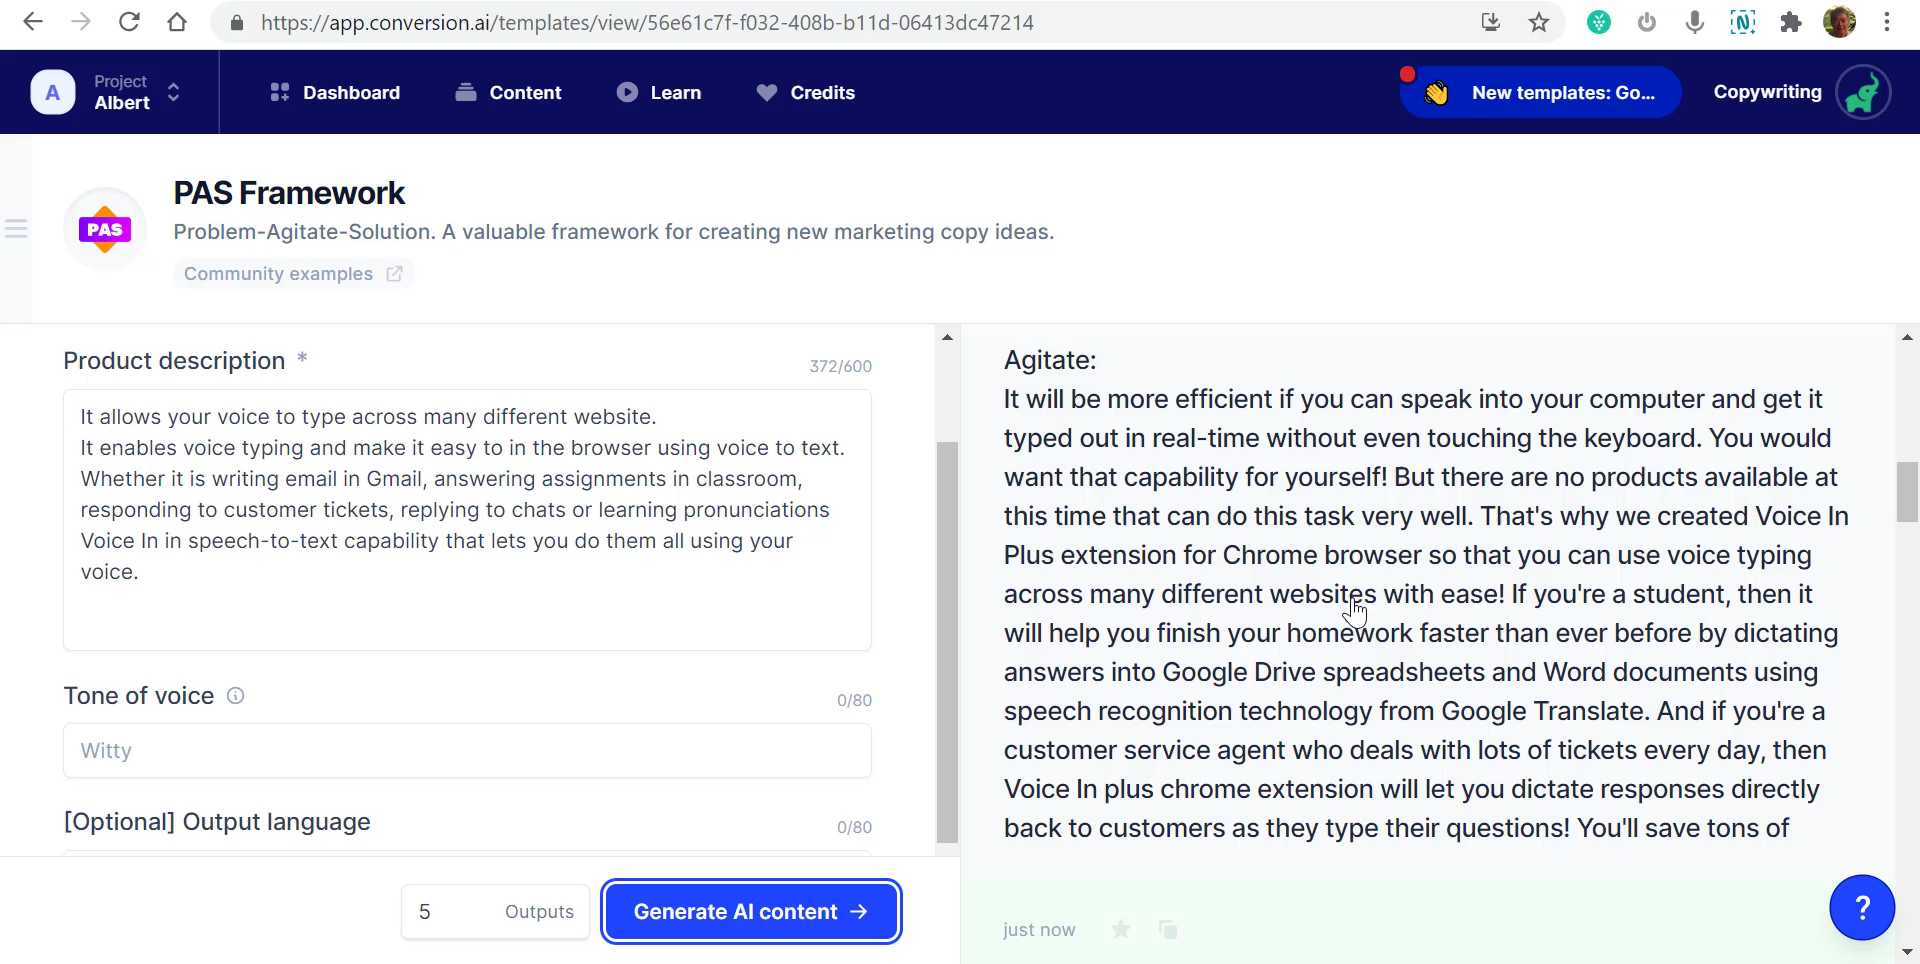 https://app.conversion.ai/templates/view/56e61c7f-f032-408b-b11d-06413dc47214
A
Project
Albert
Dashboard
Content
Learn
Credits
New templates: Go...
Copywriting
PAS
PAS Framework
Problem-Agitate-Solution. A valuable framework for creating new marketing copy ideas.
Community examples
Product description *
372/600
It allows your voice to type across many different website.
It enables voice typing and make it easy to in the browser using voice to text.
Whether it is writing email in Gmail, answering assignments in classroom,
responding to customer tickets, replying to chats or learning pronunciations
Voice In in speech-to-text capability that lets you do them all using your
voice.
Tone of voice
0/80
Witty
[Optional] Output language
0/80
5
Outputs
Generate AI content →
Agitate:
It will be more efficient if you can speak into your computer and get it
typed out in real-time without even touching the keyboard. You would
want that capability for yourself! But there are no products available at
this time that can do this task very well. That's why we created Voice In
Plus extension for Chrome browser so that you can use voice typing
across many different websites with ease! If you're a student, then it
will help you finish your homework faster than ever before by dictating
answers into Google Drive spreadsheets and Word documents using
speech recognition technology from Google Translate. And if you're a
customer service agent who deals with lots of tickets every day, then
Voice In plus chrome extension will let you dictate responses directly
back to customers as they type their questions! You'll save tons of
just now
?